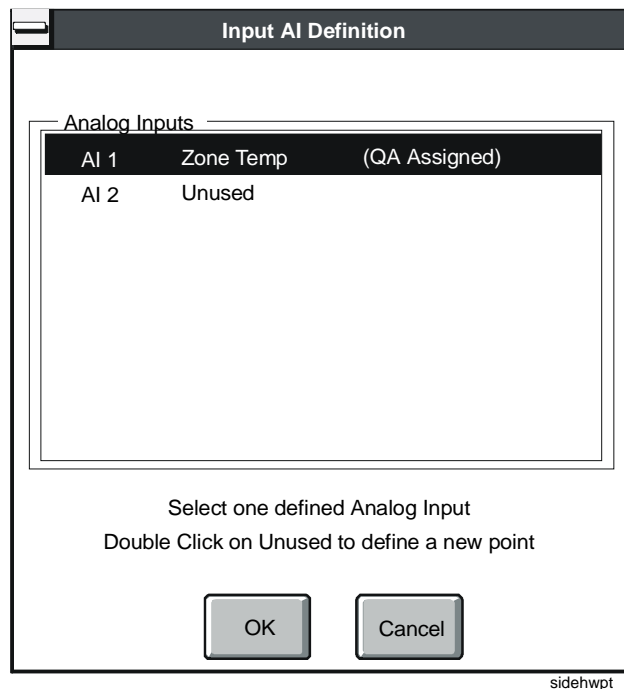 Input AI Definition
Analog Inputs
AI 1 Zone Temp (QA Assigned)
AI 2 Unused
Select one defined Analog Input
Double Click on Unused to define a new point
OK Cancel
sidehwpt